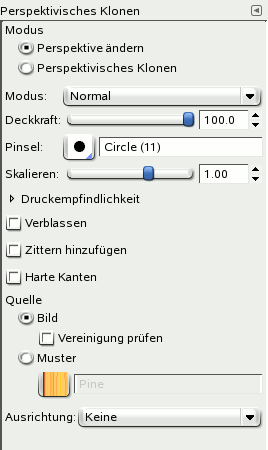 Perspektivisches Klonen
Modus
Perspektive ändern
Perspektivisches Klonen
Modus: Normal
Deckkraft: 100.0
Pinsel: Circle (11)
Skalieren: 1.00
Druckempfindlichkeit
Verblassen
Zittern hinzufügen
Harte Kanten
Quelle
Bild
Vereinigung prüfen
Muster
Pine
Ausrichtung: Keine